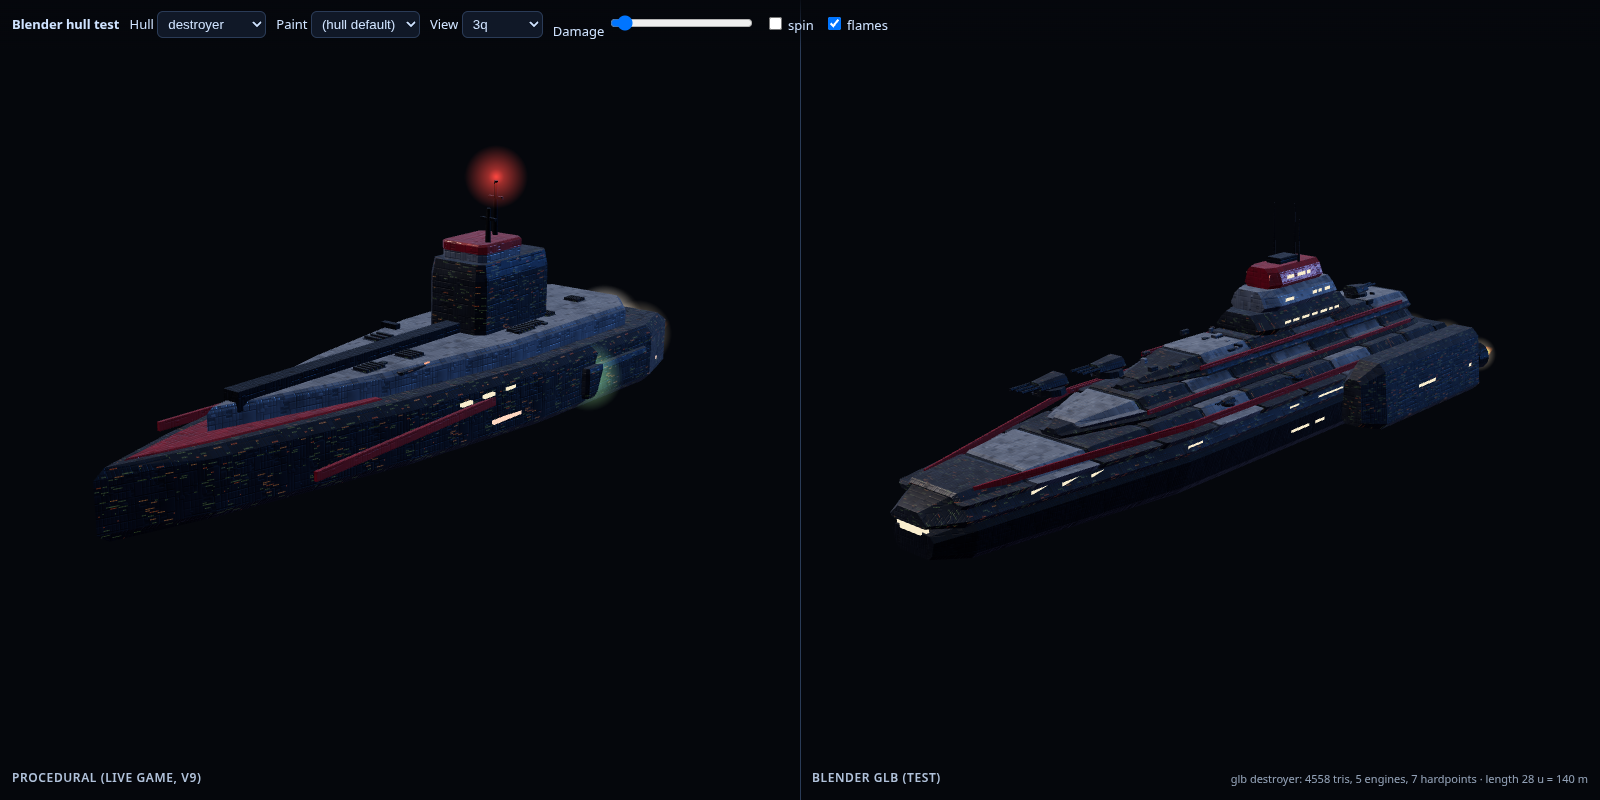 Blender hull test Hull destroyer Paint (hull default) View 3q Damage spin flames
PROCEDURAL (LIVE GAME, V9)
BLENDER GLB (TEST)
glb destroyer: 4558 tris, 5 engines, 7 hardpoints · length 28 u = 140 m